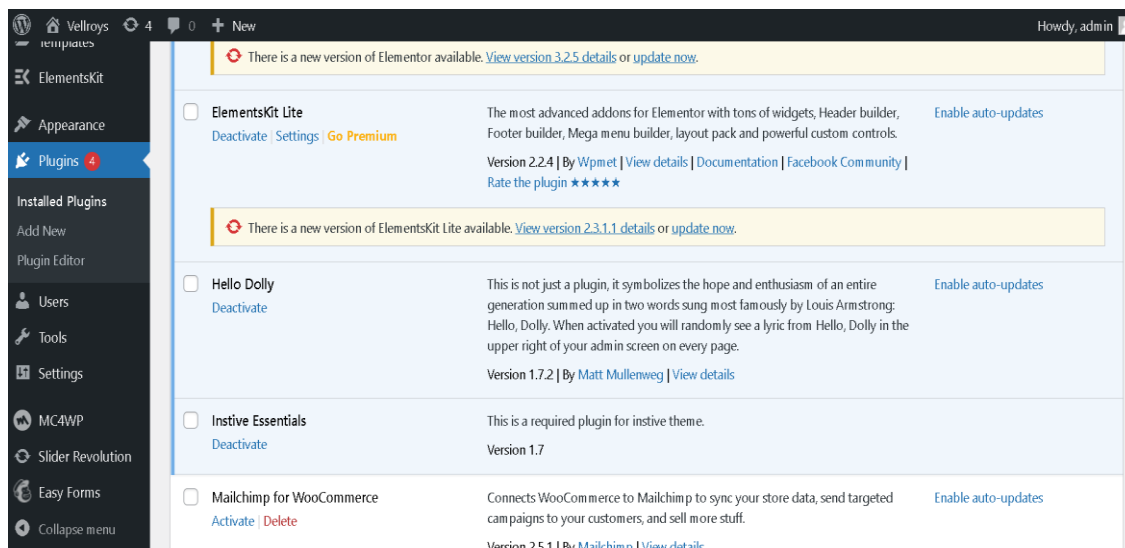 Vellroys 4 0 + New Howdy, admin
Templates
ElementsKit
Appearance
Plugins 4
Installed Plugins
Add New
Plugin Editor
Users
Tools
Settings
MC4WP
Slider Revolution
Easy Forms
Collapse menu
There is a new version of Elementor available. View version 3.2.5 details or update now.
ElementsKit Lite
Deactivate | Settings | Go Premium
The most advanced addons for Elementor with tons of widgets, Header builder,
Footer builder, Mega menu builder, layout pack and powerful custom controls.
Version 2.2.4 | By Wpmet | View details | Documentation | Facebook Community |
Rate the plugin ★★★★★
Enable auto-updates
There is a new version of ElementsKit Lite available. View version 2.3.1.1 details or update now.
Hello Dolly
Deactivate
This is not just a plugin, it symbolizes the hope and enthusiasm of an entire
generation summed up in two words sung most famously by Louis Armstrong:
Hello, Dolly. When activated you will randomly see a lyric from Hello, Dolly in the
upper right of your admin screen on every page.
Version 1.7.2 | By Matt Mullenweg | View details
Enable auto-updates
Instive Essentials
Deactivate
This is a required plugin for instive theme.
Version 1.7
Mailchimp for WooCommerce
Activate | Delete
Connects WooCommerce to Mailchimp to sync your store data, send targeted
campaigns to your customers, and sell more stuff.
Version 2.5.1 | By Mailchimp | View details
Enable auto-updates